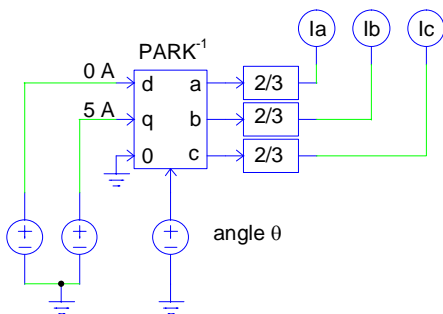 Ia Ib Ic
PARK⁻¹
0 A d a 2/3
5 A q b 2/3
0 c 2/3
angle θ